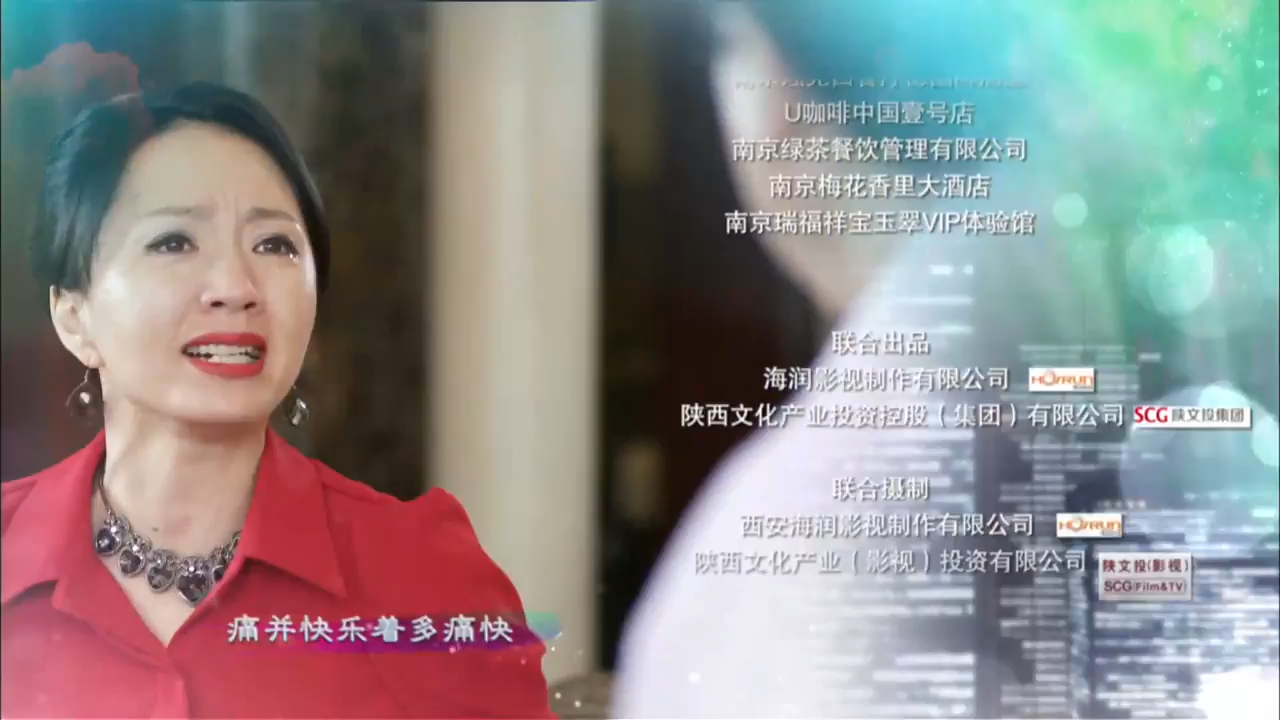 U咖啡中国壹号店
南京绿茶餐饮管理有限公司
南京梅花香里大酒店
南京瑞福祥宝玉翠VIP体验馆
联合出品
海润影视制作有限公司
陕西文化产业投资控股（集团）有限公司 SCG 陕文投集团
联合摄制
西安海润影视制作有限公司
陕西文化产业（影视）投资有限公司
陕文投(影视)
SCG(Film&TV)
痛并快乐着多痛快